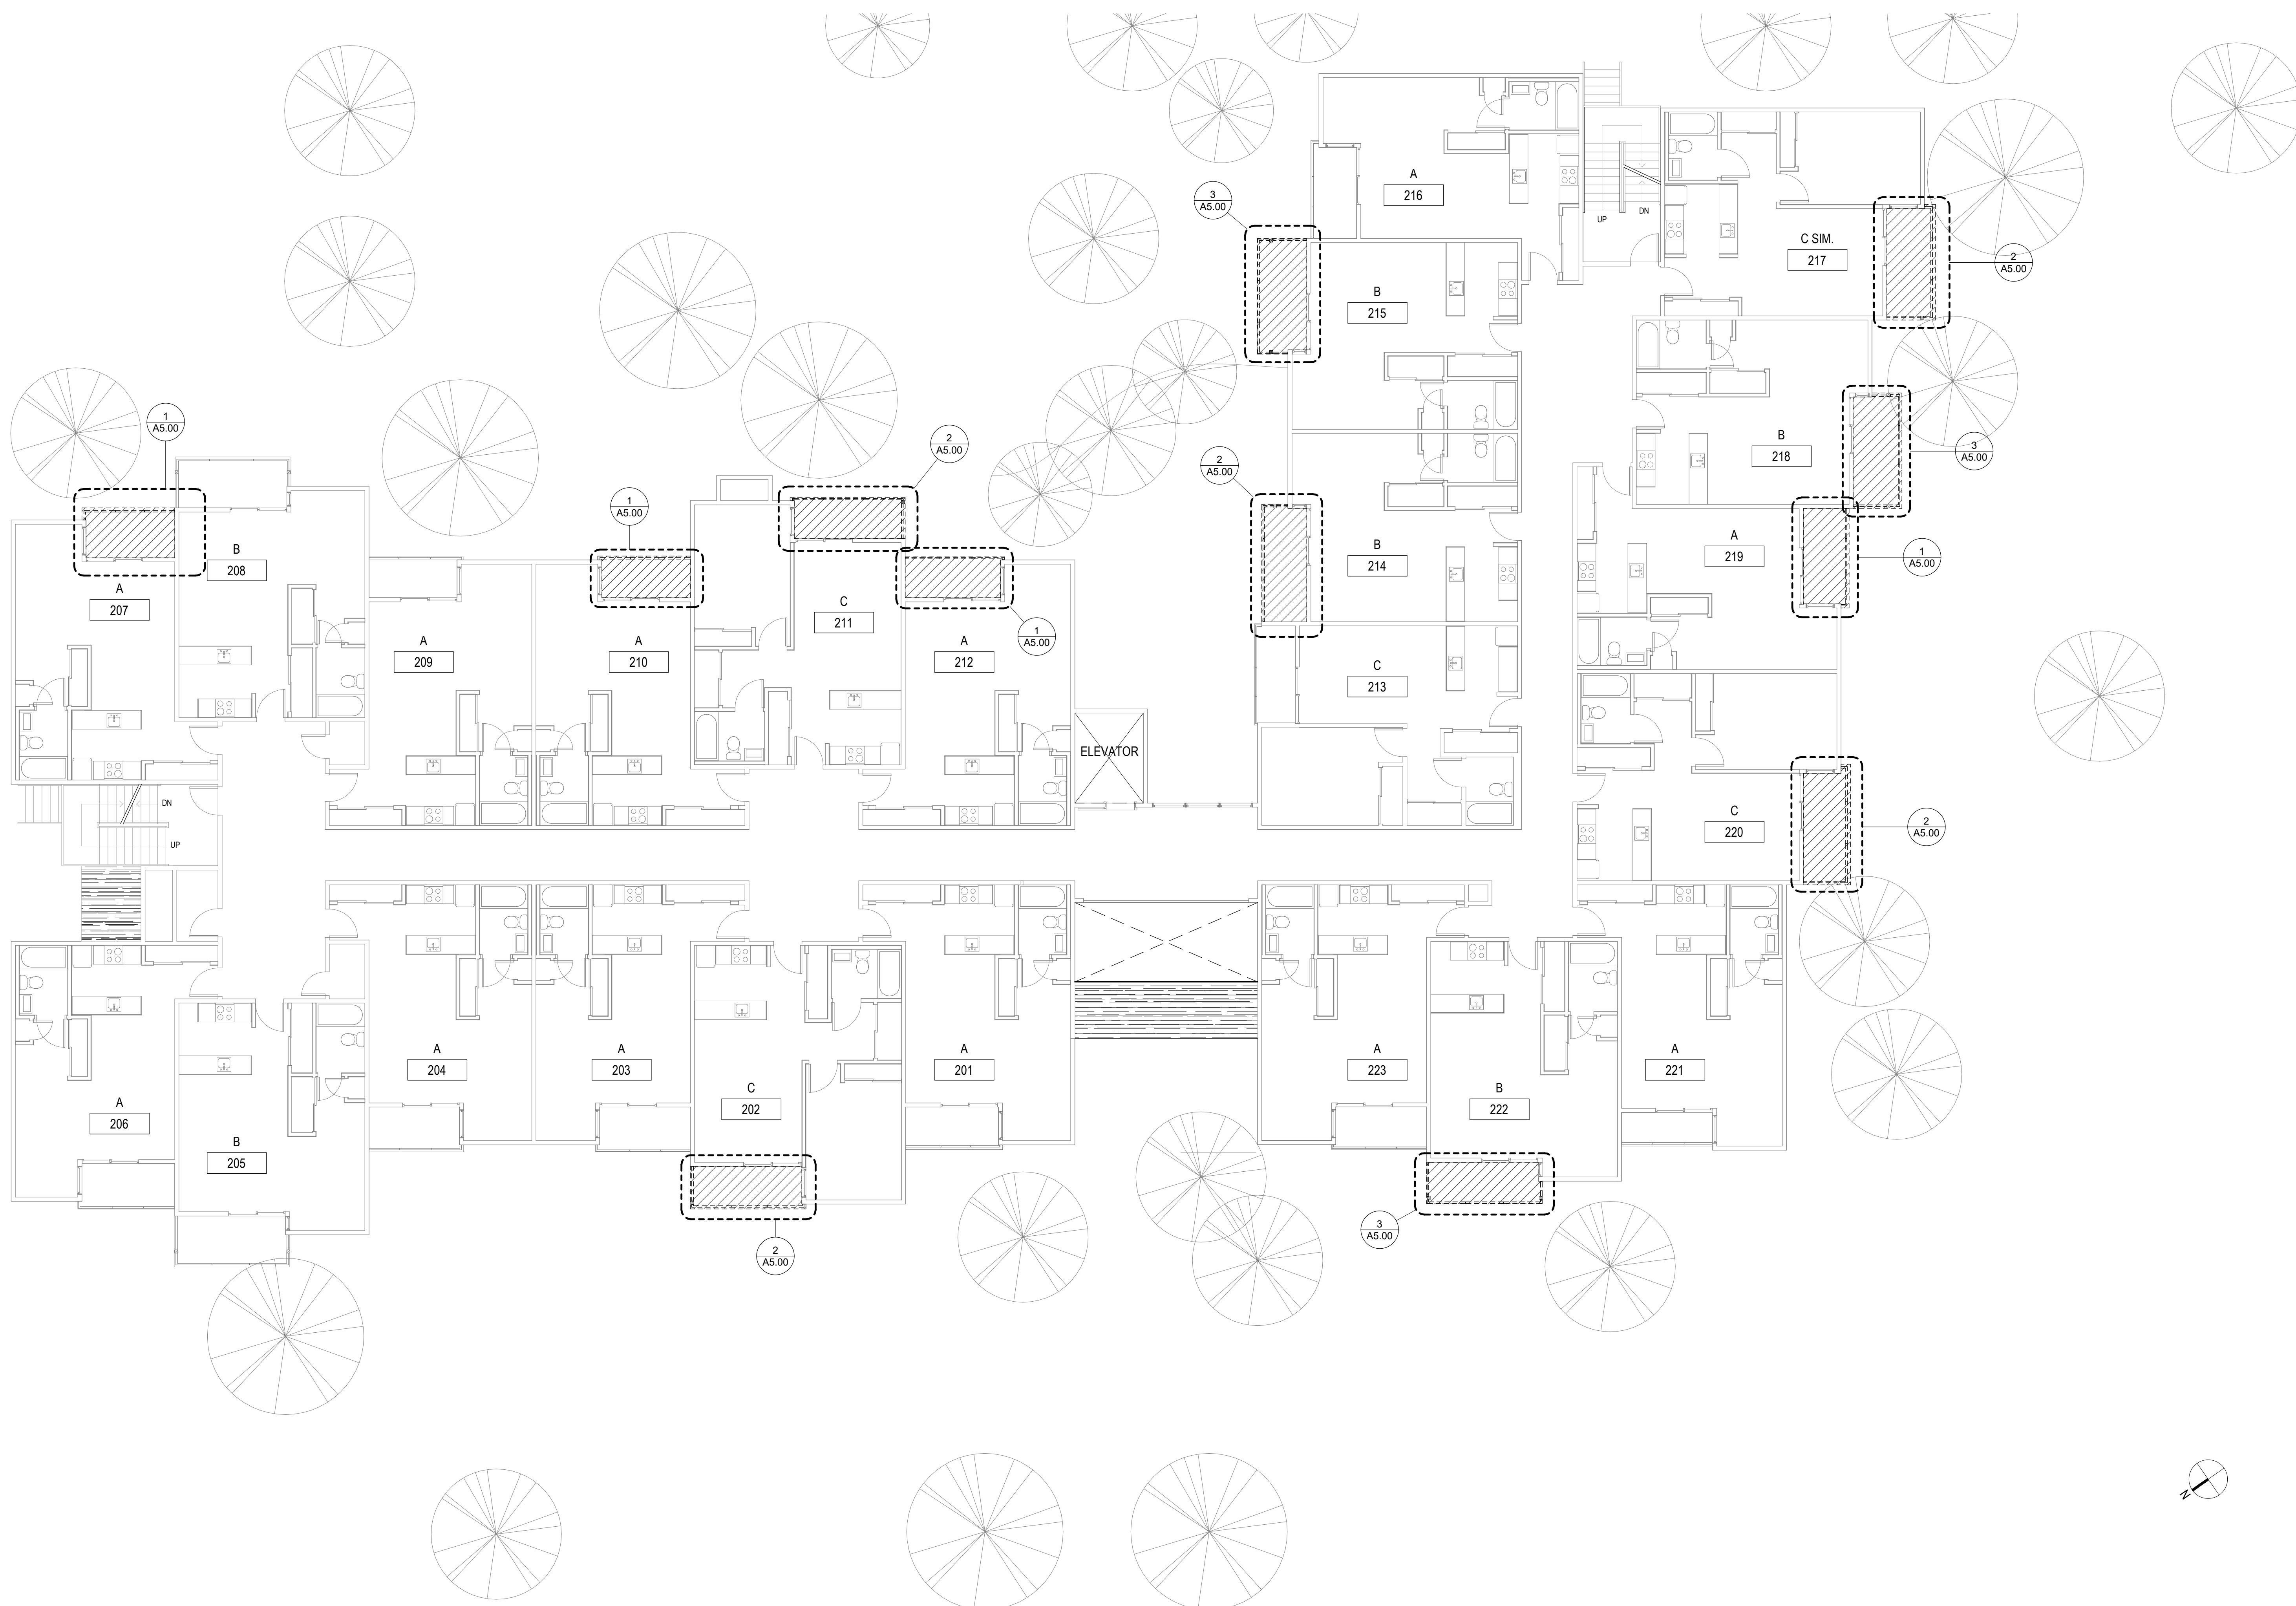 A
216
3
A5.00
UP
DN
C SIM.
217
2
A5.00
B
215
1
A5.00
2
A5.00
B
218
3
A5.00
2
A5.00
1
A5.00
B
208
A
207
A
209
A
210
C
211
A
212
1
A5.00
B
214
A
219
1
A5.00
C
213
ELEVATOR
DN
UP
C
220
2
A5.00
A
206
B
205
A
204
A
203
C
202
A
201
A
223
B
222
A
221
2
A5.00
3
A5.00
N